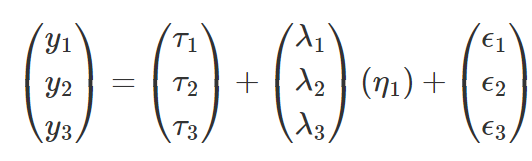 (y₁ y₂ y₃) = (τ₁ τ₂ τ₃) + (λ₁ λ₂ λ₃) (η₁) + (ϵ₁ ϵ₂ ϵ₃)